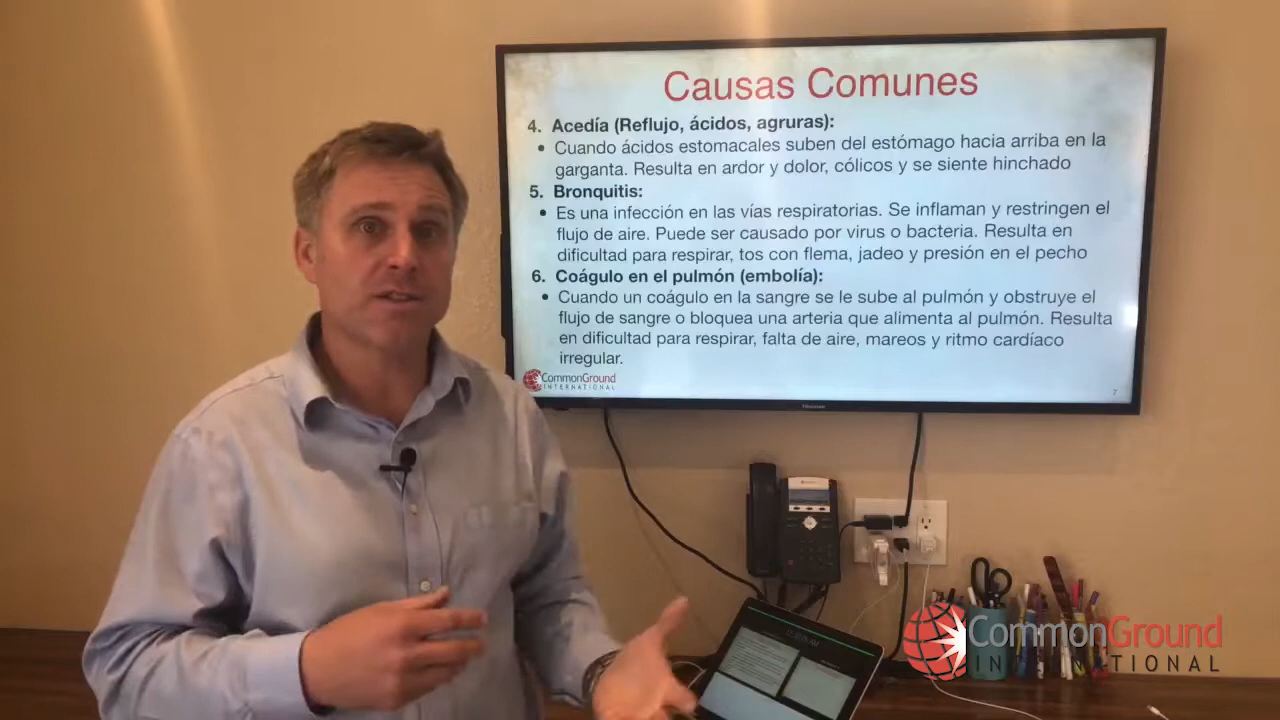 Causas Comunes
4. Acedía (Reflujo, ácidos, agruras):
• Cuando ácidos estomacales suben del estómago hacia arriba en la
garganta. Resulta en ardor y dolor, cólicos y se siente hinchado
5. Bronquitis:
• Es una infección en las vías respiratorias. Se inflaman y restringen el
flujo de aire. Puede ser causado por virus o bacteria. Resulta en
dificultad para respirar, tos con flema, jadeo y presión en el pecho
6. Coágulo en el pulmón (embolía):
• Cuando un coágulo en la sangre se le sube al pulmón y obstruye el
flujo de sangre o bloquea una arteria que alimenta al pulmón. Resulta
en dificultad para respirar, falta de aire, mareos y ritmo cardíaco
irregular.
CommonGround
INTERNATIONAL
7
Hisense
CommonGround
INTERNATIONAL